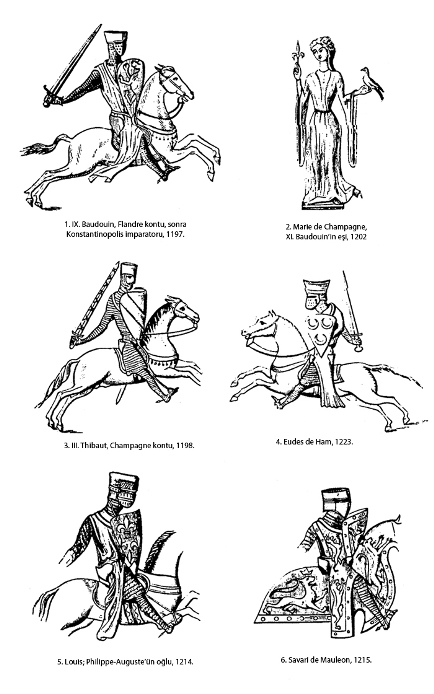 1. IX. Baudouin, Flandre kontu, sonra
Konstantinopolis imparatoru, 1197.
2. Marie de Champagne,
XI. Baudouin'in eşi, 1202
3. III. Thibaut, Champagne kontu, 1198.
4. Eudes de Ham, 1223.
5. Louis; Philippe-Auguste'ün oğlu, 1214.
6. Savari de Mauleon, 1215.